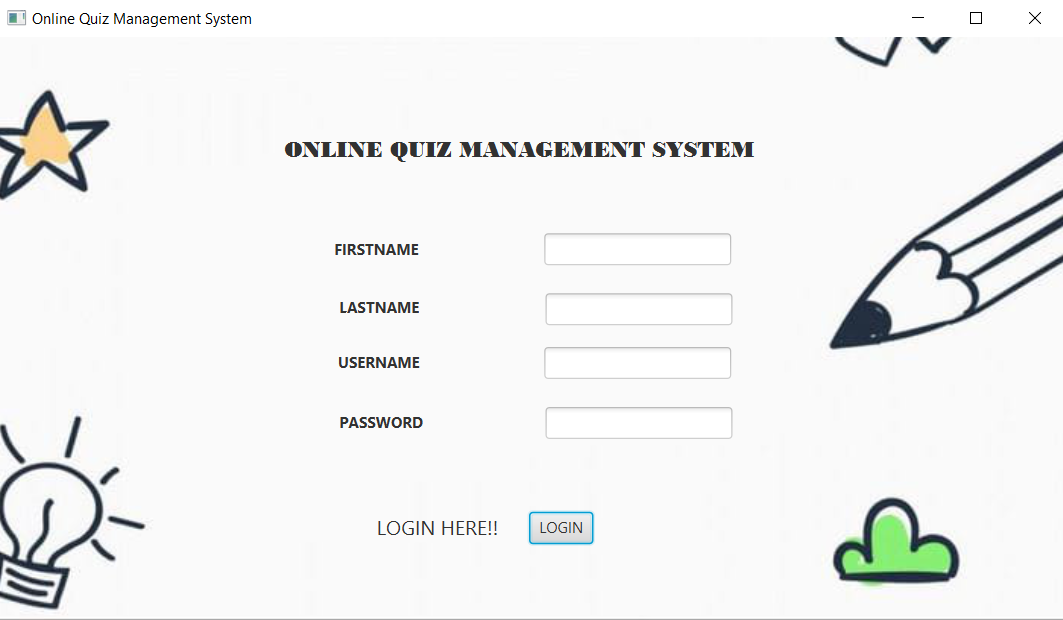 Online Quiz Management System
ONLINE QUIZ MANAGEMENT SYSTEM
FIRSTNAME
LASTNAME
USERNAME
PASSWORD
LOGIN HERE!! LOGIN